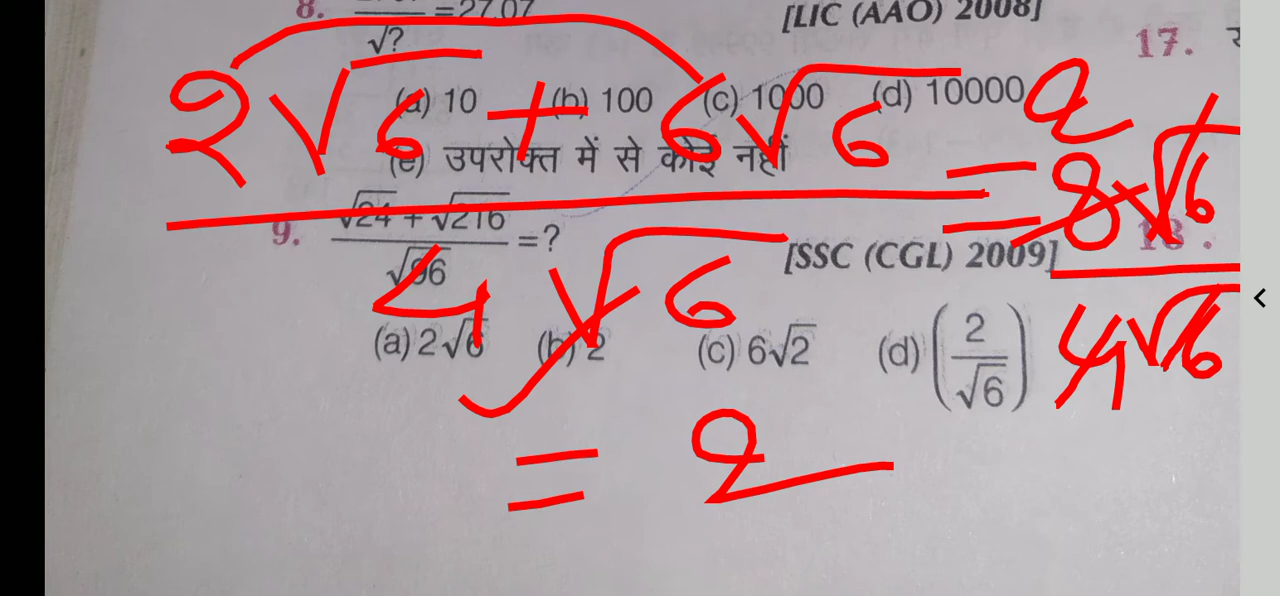 8. √? = 27.07
[LIC (AAO) 2008]
17.
(a) 10 (b) 100 (c) 1000 (d) 10000
(e) उपरोक्त में से कोई नहीं
9. (√24 + √216) / √96 = ?
[SSC (CGL) 2009]
18.
(a) 2√6 (b) 2 (c) 6√2 (d) (2/√6)
2√6 + 6√6
4√6
= 8√6
4√6
= 2